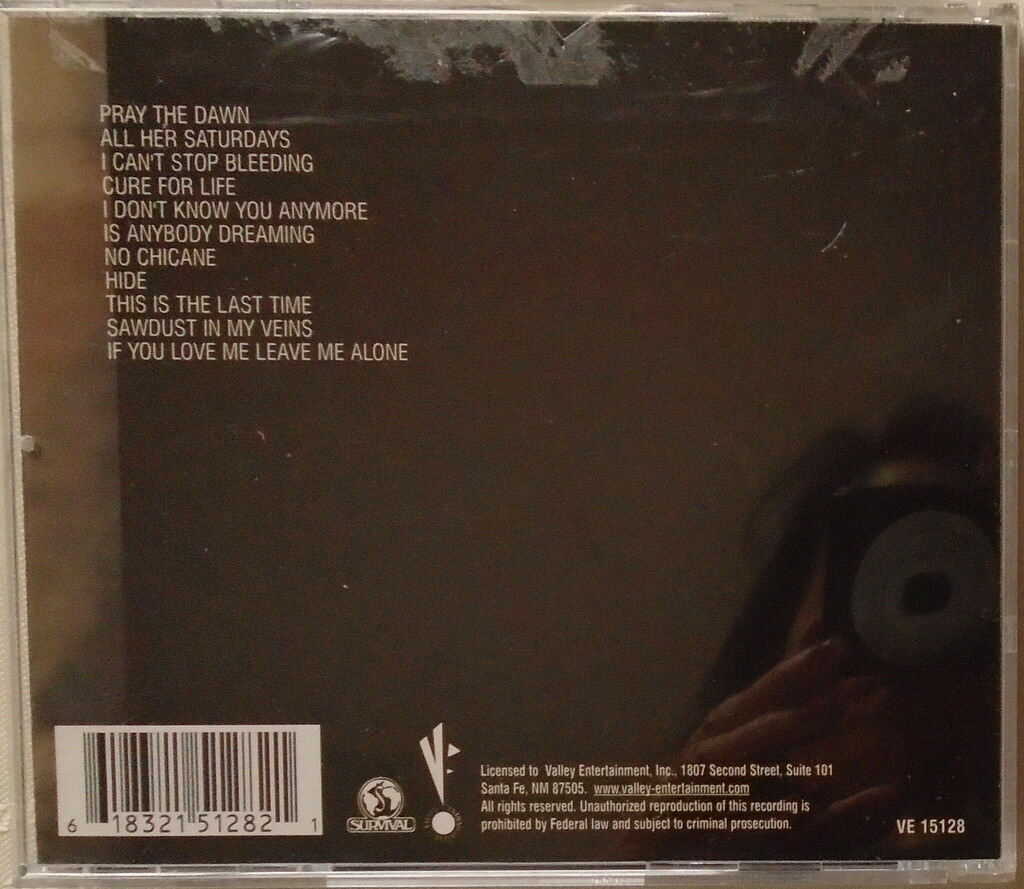 PRAY THE DAWN
ALL HER SATURDAYS
I CAN'T STOP BLEEDING
CURE FOR LIFE
I DON'T KNOW YOU ANYMORE
IS ANYBODY DREAMING
NO CHICANE
HIDE
THIS IS THE LAST TIME
SAWDUST IN MY VEINS
IF YOU LOVE ME LEAVE ME ALONE
6 18321 51282 1
SURVIVAL
VE
Licensed to Valley Entertainment, Inc., 1807 Second Street, Suite 101
Santa Fe, NM 87505. www.valley-entertainment.com
All rights reserved. Unauthorized reproduction of this recording is
prohibited by Federal law and subject to criminal prosecution.
VE 15128